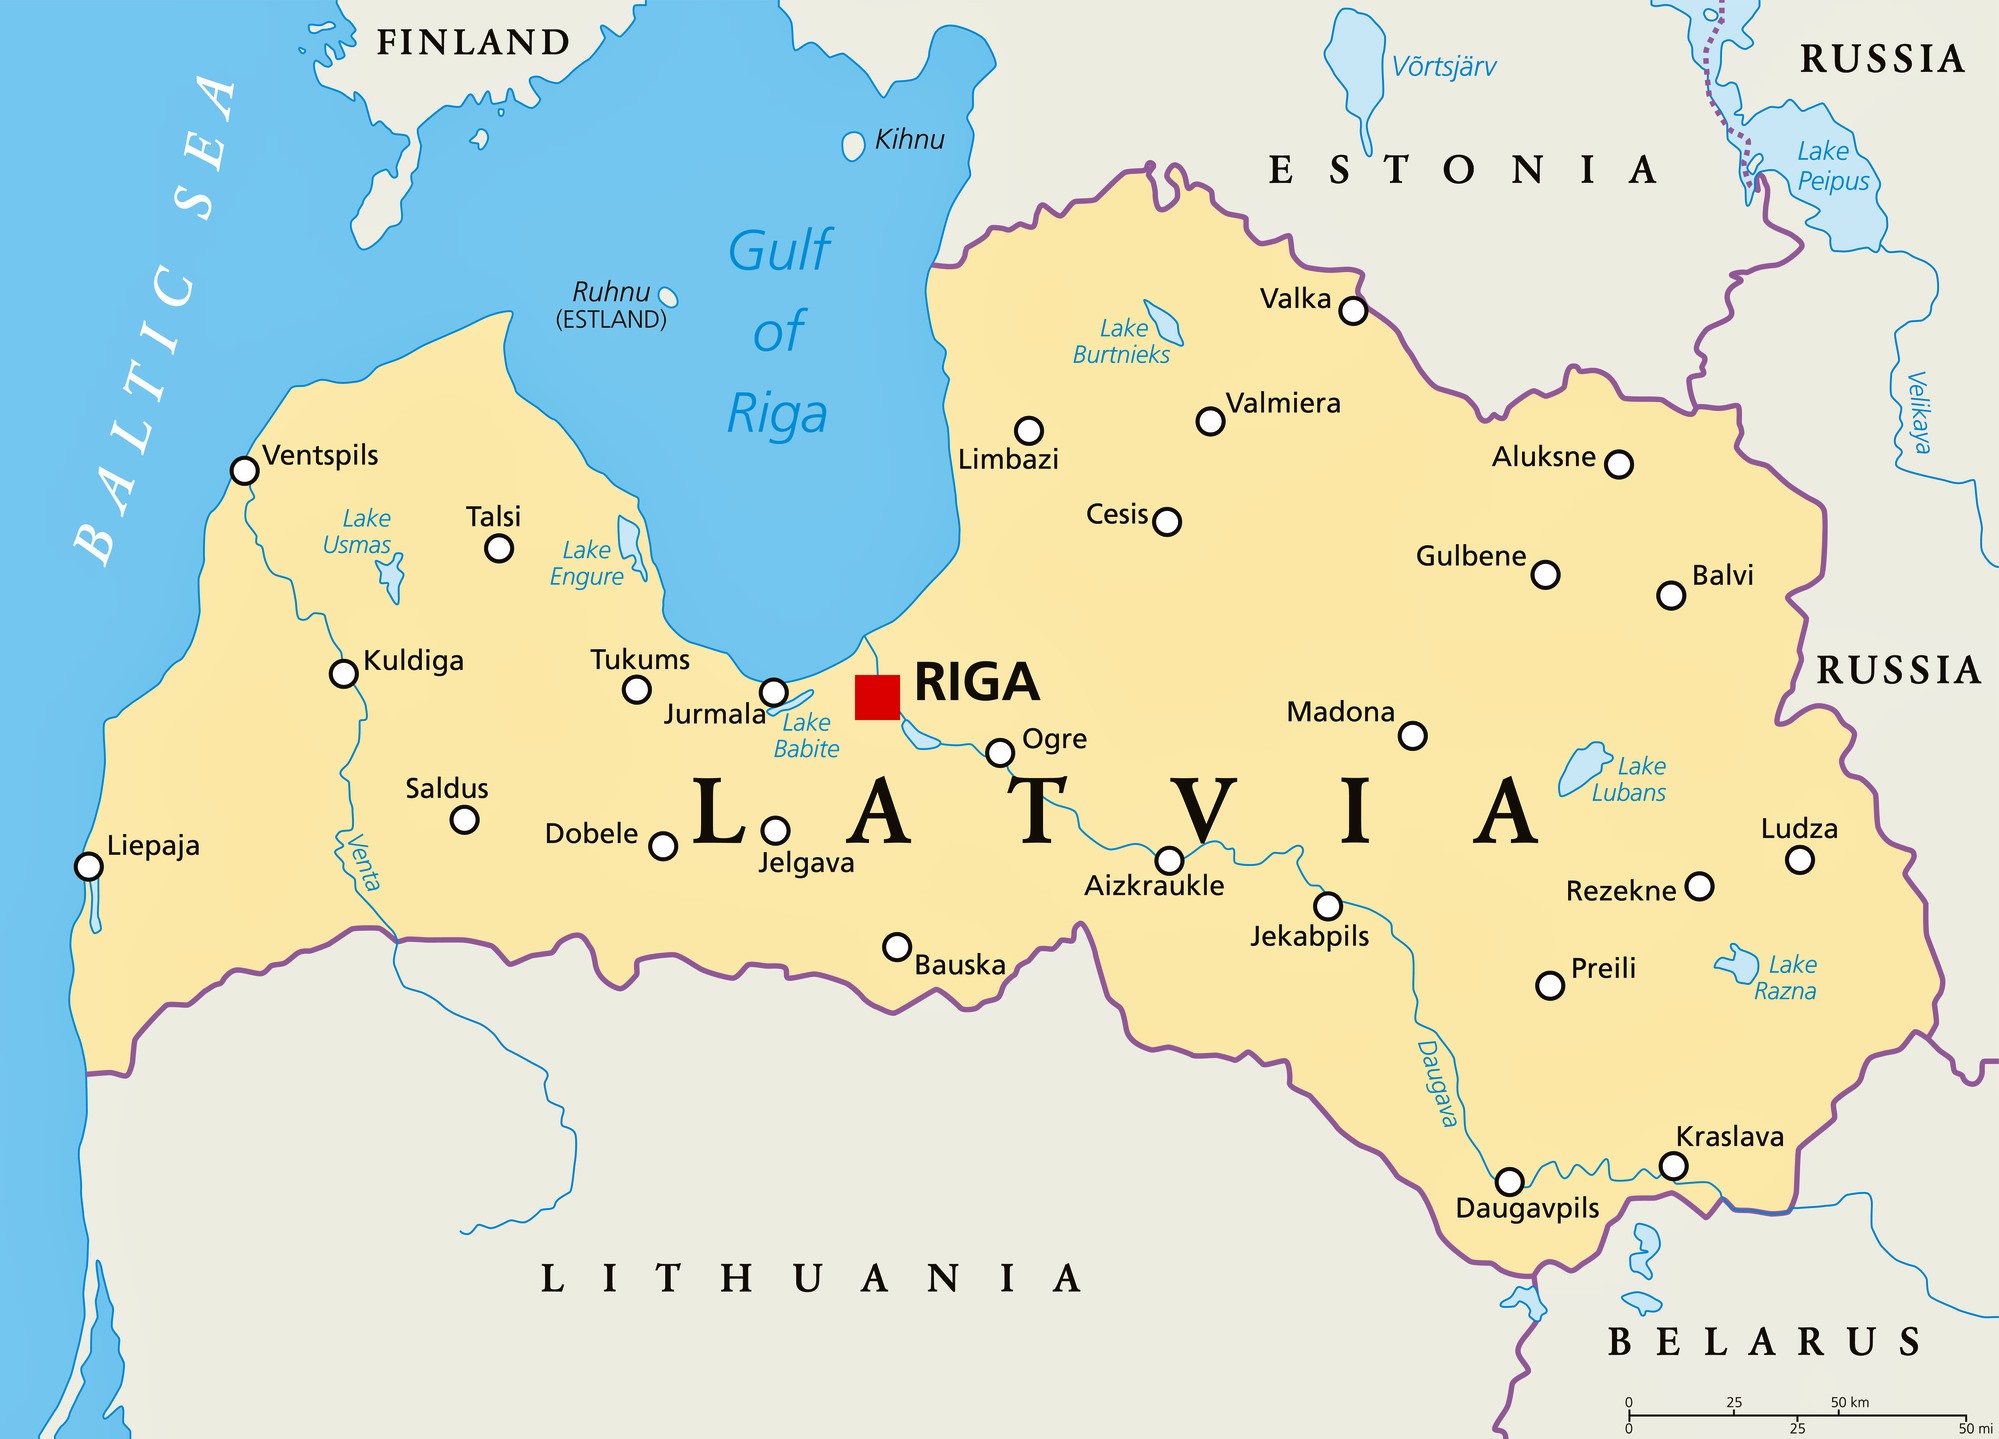 FINLAND
RUSSIA
Võrtsjärv
BALTIC SEA
Kihnu
ESTONIA
Lake
Peipus
Gulf
of
Riga
Ruhnu
(ESTLAND)
Valka
Lake
Burtnieks
Velikaya
Valmiera
Limbazi
Ventspils
Aluksne
Talsi
Lake
Usmas
Cesis
Lake
Engure
Gulbene
Balvi
Kuldiga
Tukums
Jurmala
RIGA
RUSSIA
Lake
Babite
Ogre
Madona
Lake
Lubans
Saldus
LATVIA
Liepaja
Dobele
Jelgava
Ludza
Venta
Aizkraukle
Rezekne
Jekabpils
Bauska
Preili
Lake
Razna
Daugava
Kraslava
Daugavpils
LITHUANIA
BELARUS
0 25 50 km
0 25 50 mi